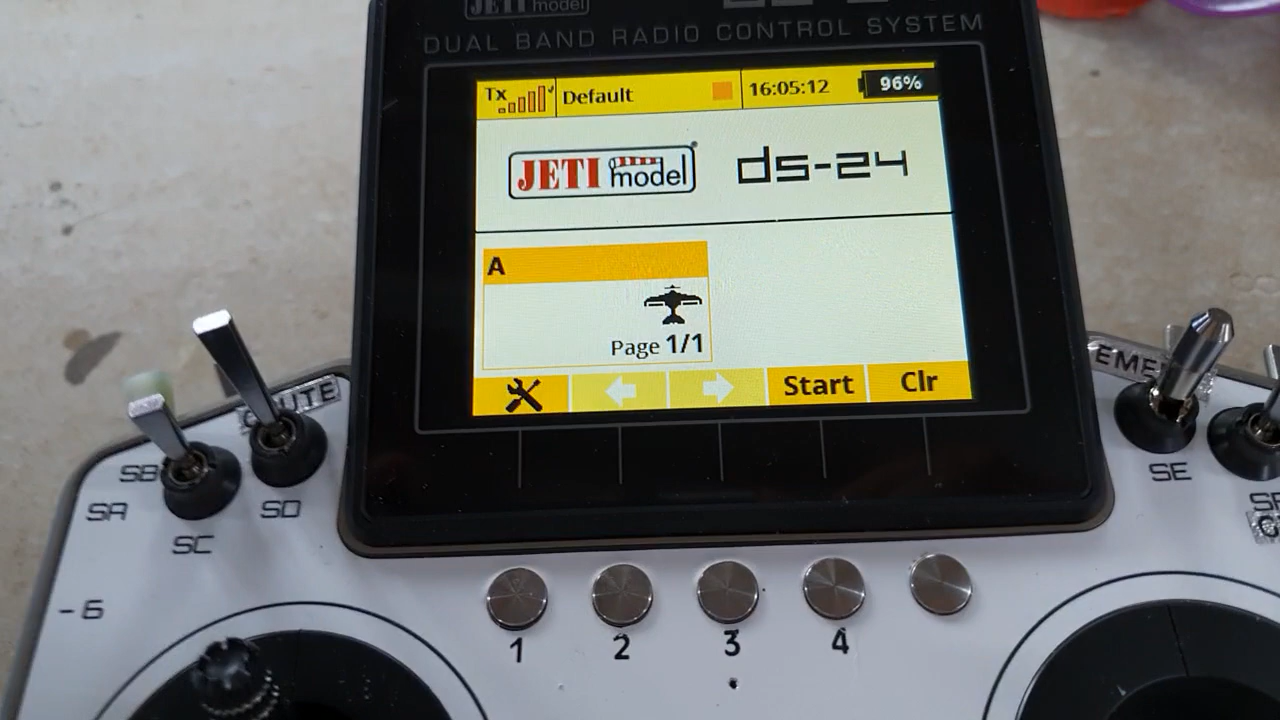 JETI model
DUAL BAND RADIO CONTROL SYSTEM
Tx Default 16:05:12 96%
JETI model ds-24
A
Page 1/1
Start Clr
SB
SA
SC
SD
SE
-6
1 2 3 4